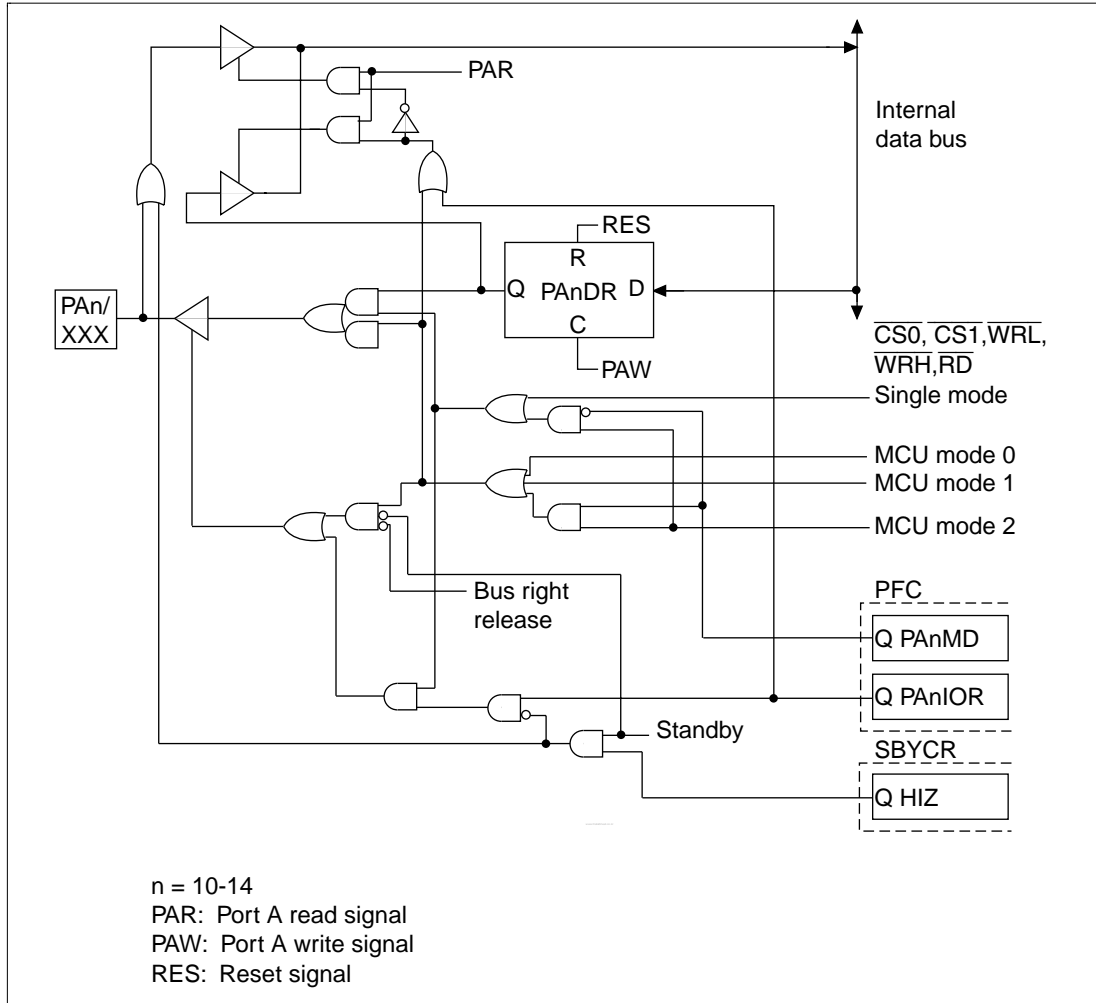 PAR
Internal
data bus
RES
R
Q PAnDR D
C
PAW
PAn/
XXX
CS0, CS1,WRL,
WRH,RD
Single mode
MCU mode 0
MCU mode 1
MCU mode 2
Bus right
release
PFC
Q PAnMD
Q PAnIOR
Standby
SBYCR
Q HIZ
n = 10-14
PAR: Port A read signal
PAW: Port A write signal
RES: Reset signal